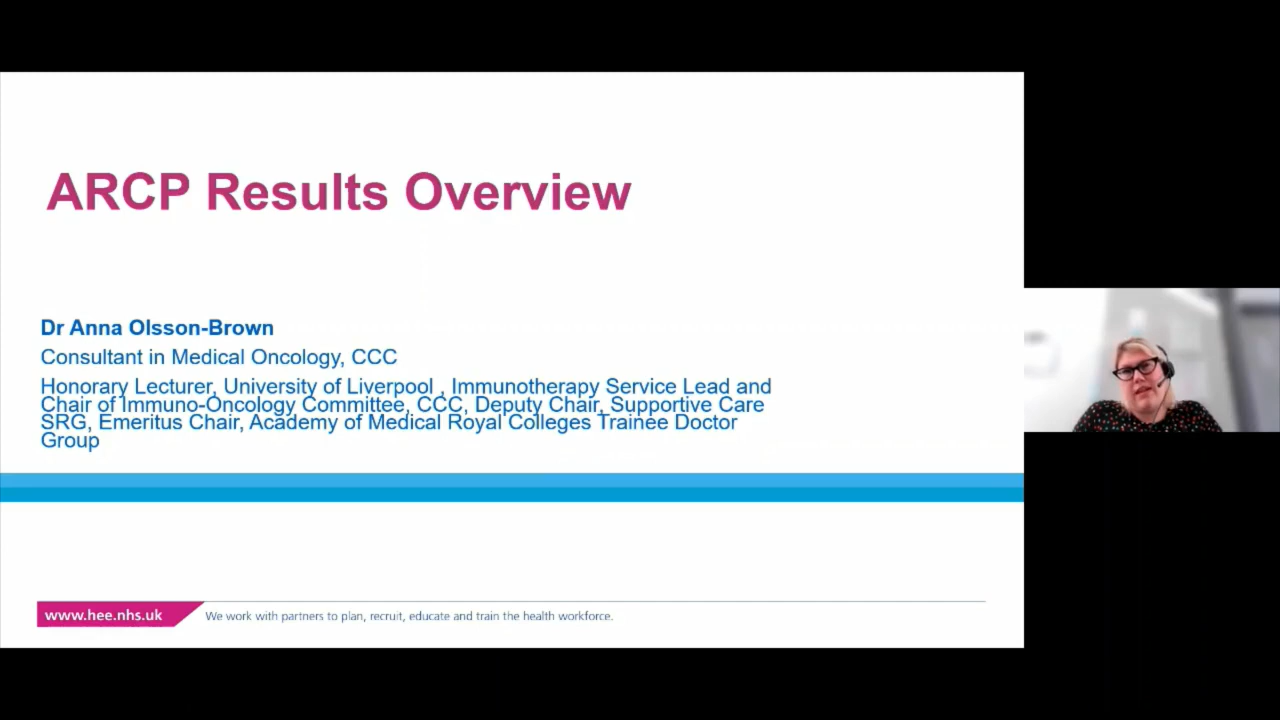 ARCP Results Overview
Dr Anna Olsson-Brown
Consultant in Medical Oncology, CCC
Honorary Lecturer, University of Liverpool , Immunotherapy Service Lead and
Chair of Immuno-Oncology Committee, CCC, Deputy Chair, Supportive Care
SRG, Emeritus Chair, Academy of Medical Royal Colleges Trainee Doctor
Group
www.hee.nhs.uk
We work with partners to plan, recruit, educate and train the health workforce.